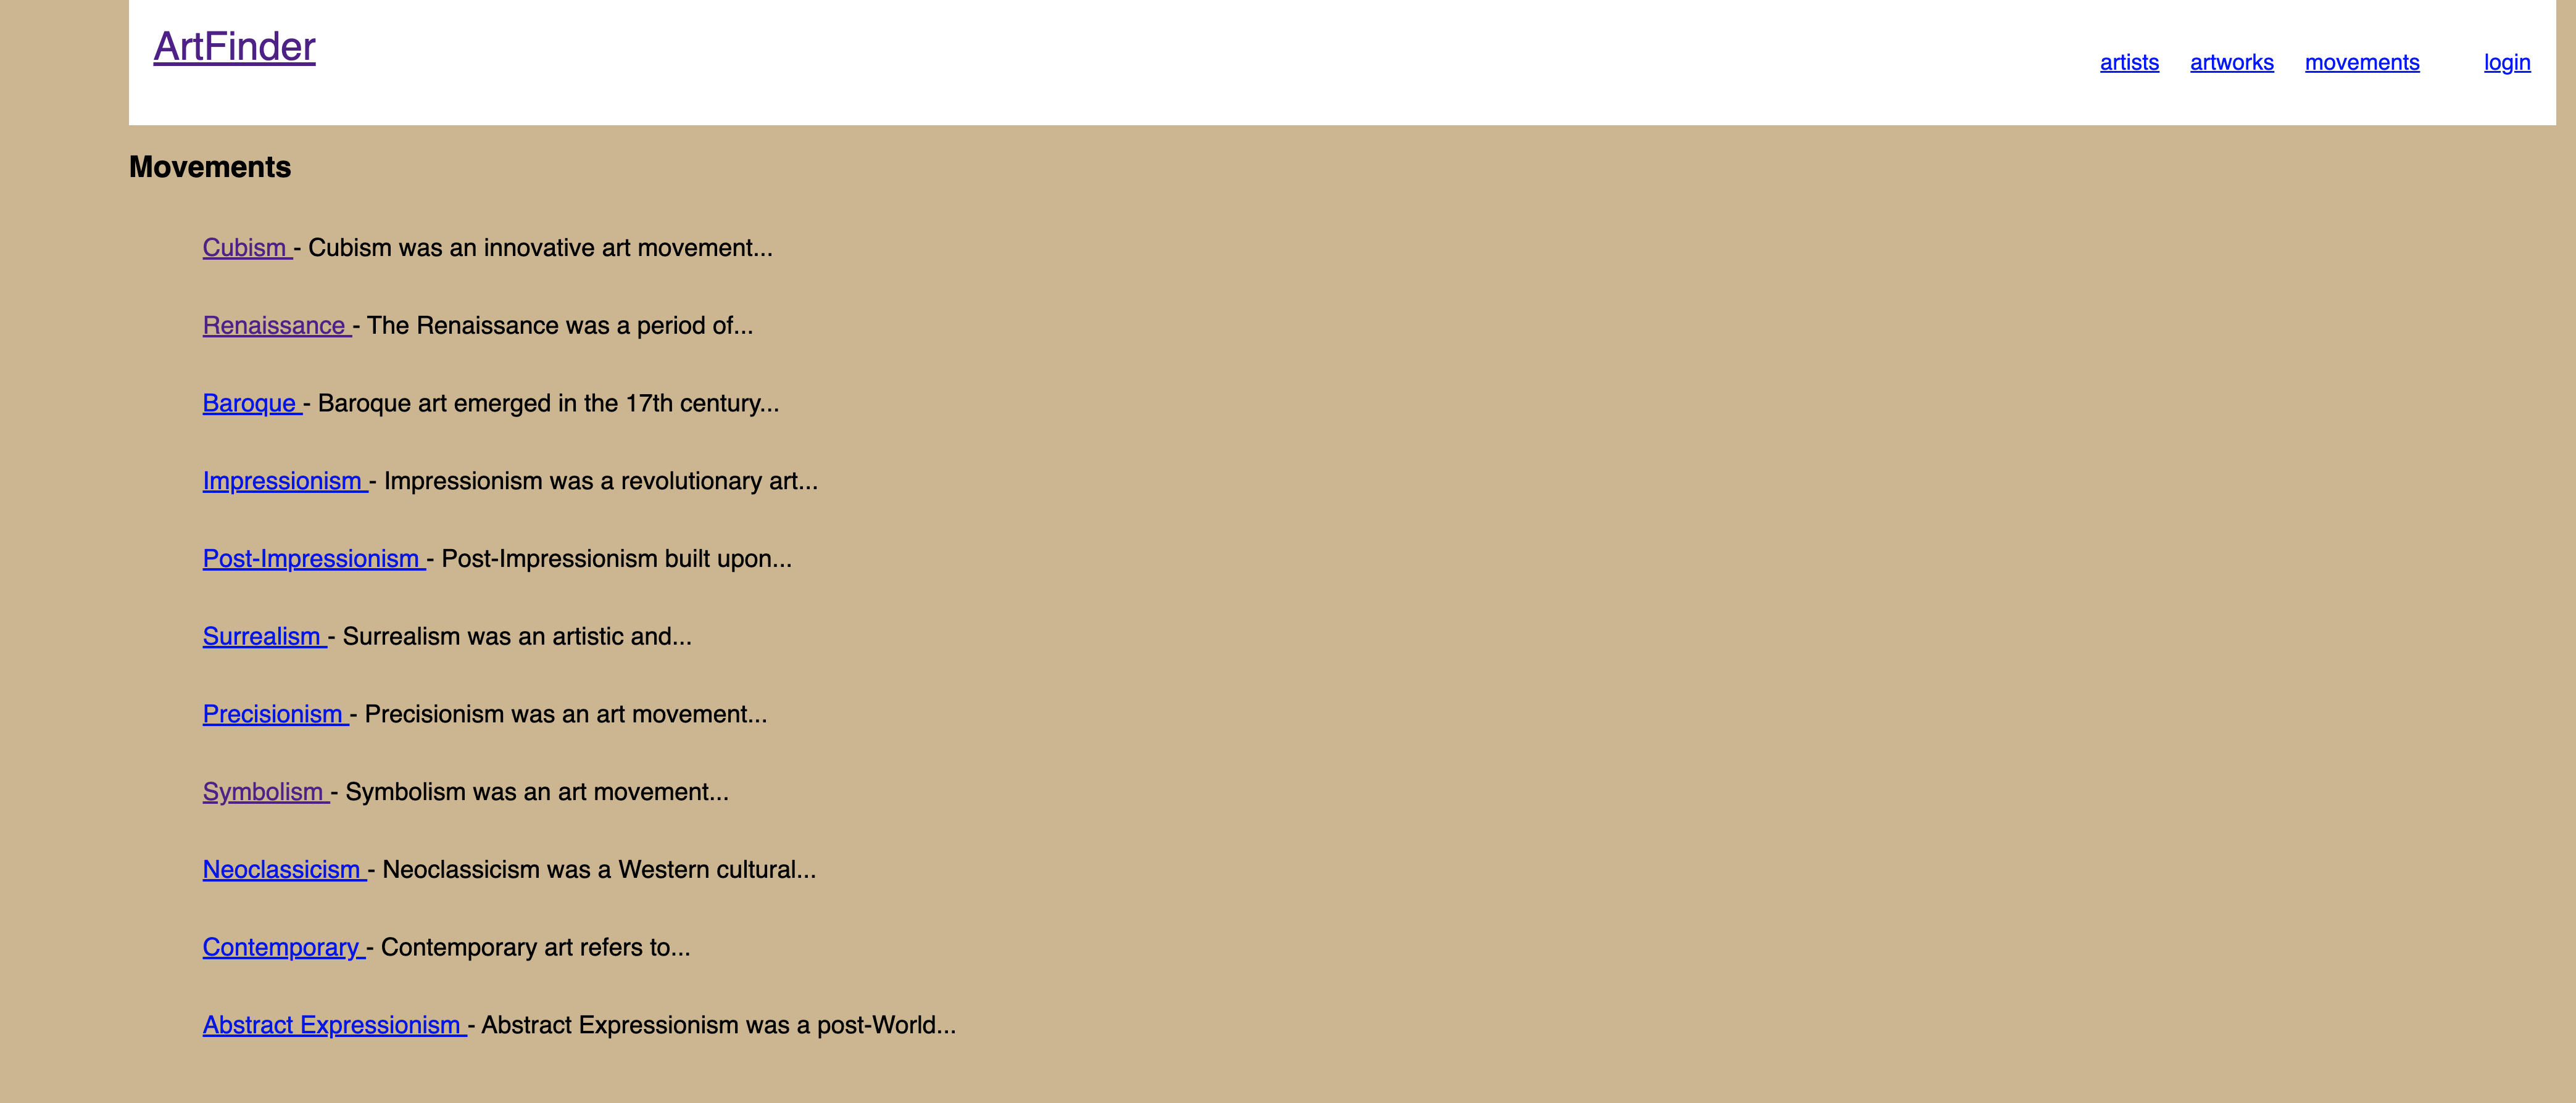 ArtFinder
artists artworks movements login
Movements
Cubism - Cubism was an innovative art movement...
Renaissance - The Renaissance was a period of...
Baroque - Baroque art emerged in the 17th century...
Impressionism - Impressionism was a revolutionary art...
Post-Impressionism - Post-Impressionism built upon...
Surrealism - Surrealism was an artistic and...
Precisionism - Precisionism was an art movement...
Symbolism - Symbolism was an art movement...
Neoclassicism - Neoclassicism was a Western cultural...
Contemporary - Contemporary art refers to...
Abstract Expressionism - Abstract Expressionism was a post-World...